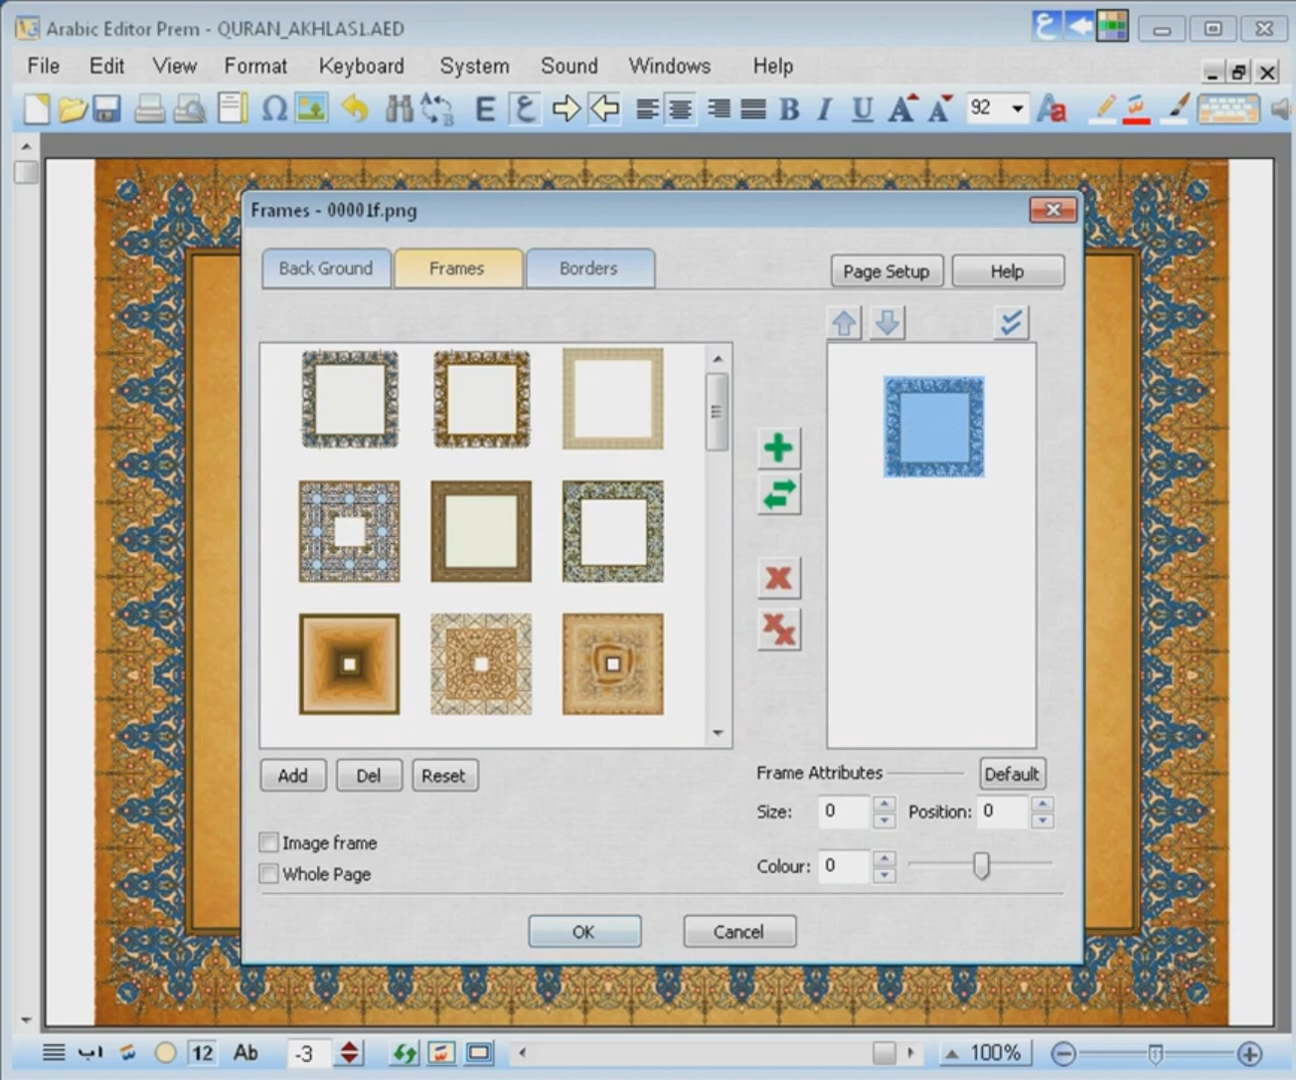 Arabic Editor Prem - QURAN_AKHLAS1.AED
File Edit View Format Keyboard System Sound Windows Help
E ع B I U A A 92 Aa
Frames - 00001f.png
Back Ground Frames Borders Page Setup Help
Add Del Reset
Frame Attributes Default
Size: 0 Position: 0
Image frame
Colour: 0
Whole Page
OK Cancel
12 Ab -3 100%